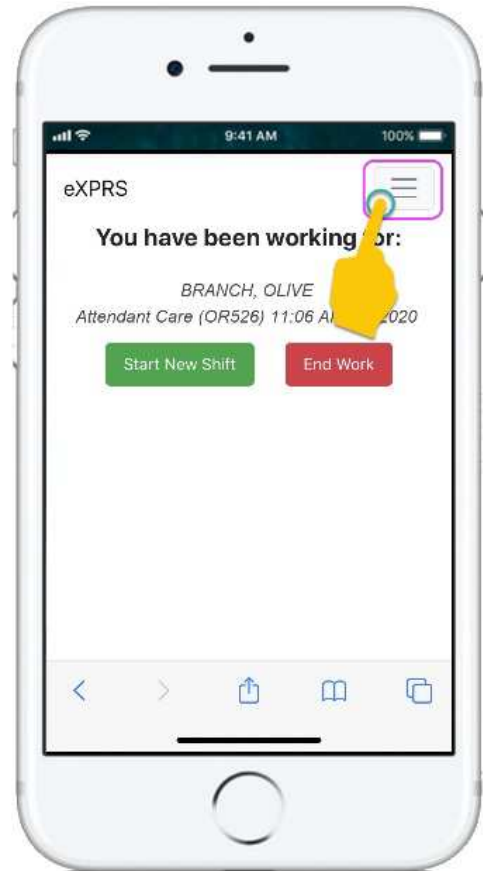 9:41 AM 100%
eXPRS
You have been working for:
BRANCH, OLIVE
Attendant Care (OR526) 11:06 2020
Start New Shift End Work